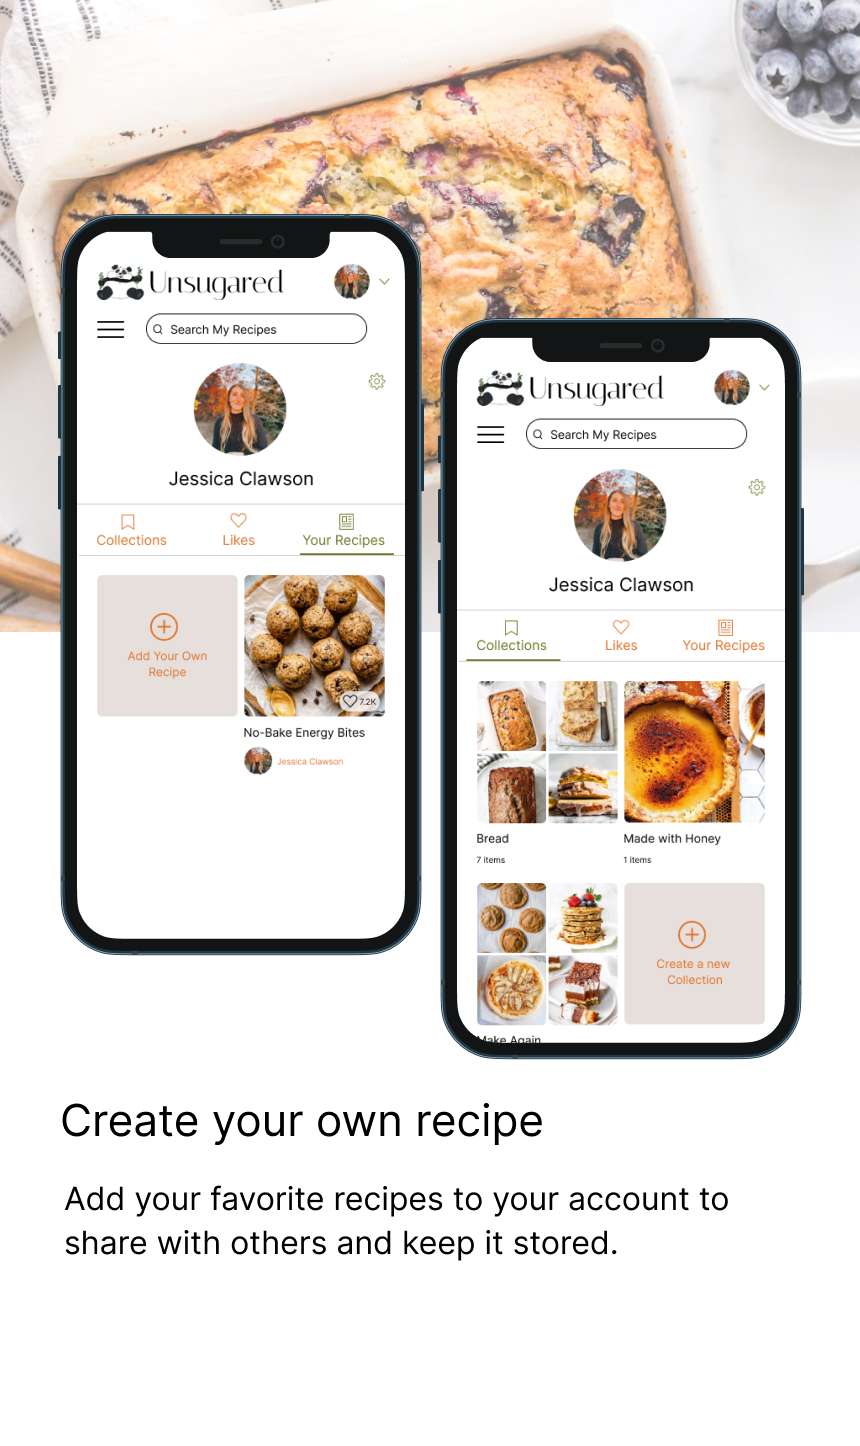 Unsugared
Search My Recipes
Jessica Clawson
Collections
Likes
Your Recipes
Add Your Own
Recipe
7.2K
No-Bake Energy Bites
Jessica Clawson
Unsugared
Search My Recipes
Jessica Clawson
Collections
Likes
Your Recipes
Bread
Made with Honey
7 items
1 items
Create a new
Collection
Make Again
Create your own recipe
Add your favorite recipes to your account to
share with others and keep it stored.